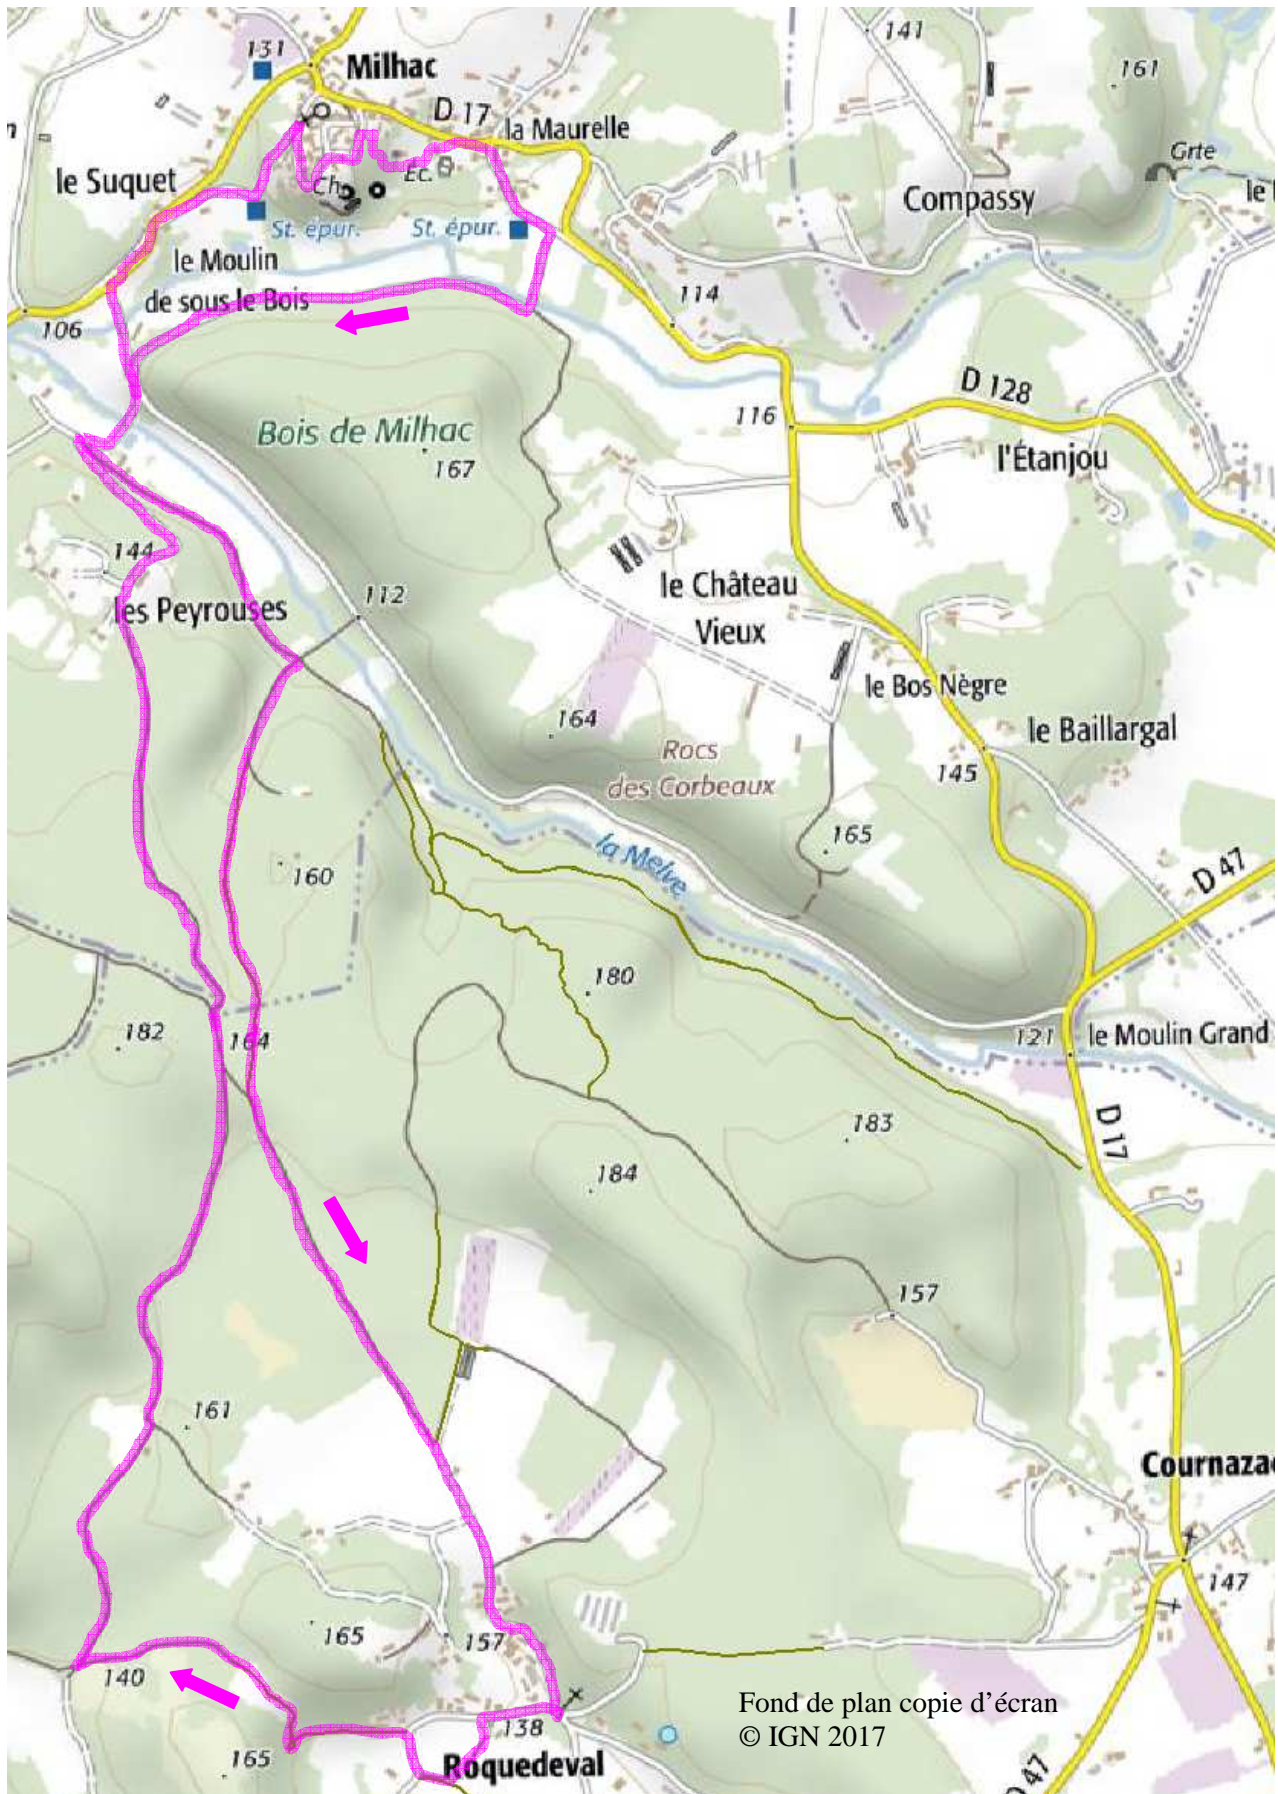 141
131
Milhac
161
D 17
la Maurelle
Grte
le Suquet
Ch
Éc.
Compassy
St. épur.
St. épur.
le Moulin
de sous le Bois
106
114
D 128
116
Bois de Milhac
167
l'Étanjou
144
les Peyrouses
112
le Château
Vieux
le Bos Nègre
164
Rocs
des Corbeaux
le Baillargal
145
165
la Melve
160
D 47
180
182
164
121
le Moulin Grand
183
D 17
184
157
161
Cournaza
147
165
157
140
138
Fond de plan copie d'écran
© IGN 2017
165
Roquedeval
D 47